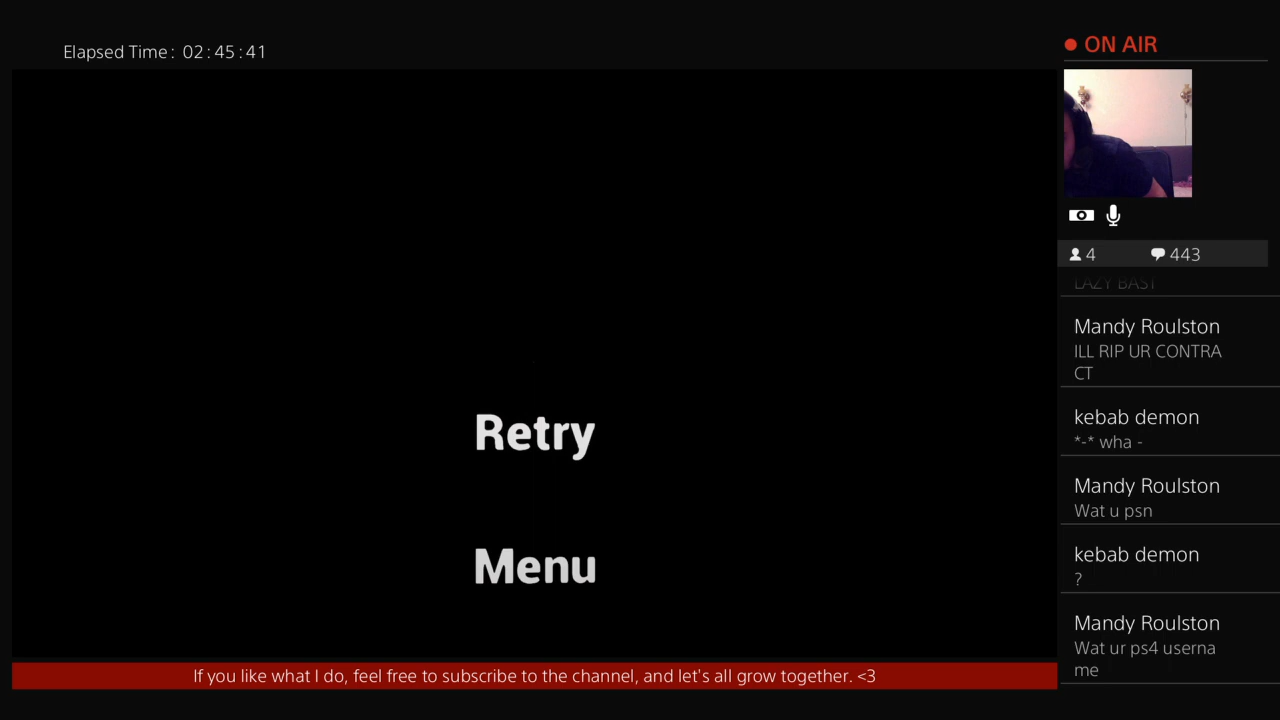 Elapsed Time: 02:45:41
ON AIR
4
443
LAZY BAST
Mandy Roulston
ILL RIP UR CONTRA
CT
kebab demon
*-* wha -
Mandy Roulston
Wat u psn
kebab demon
?
Mandy Roulston
Wat ur ps4 userna
me
Retry
Menu
If you like what I do, feel free to subscribe to the channel, and let's all grow together. <3